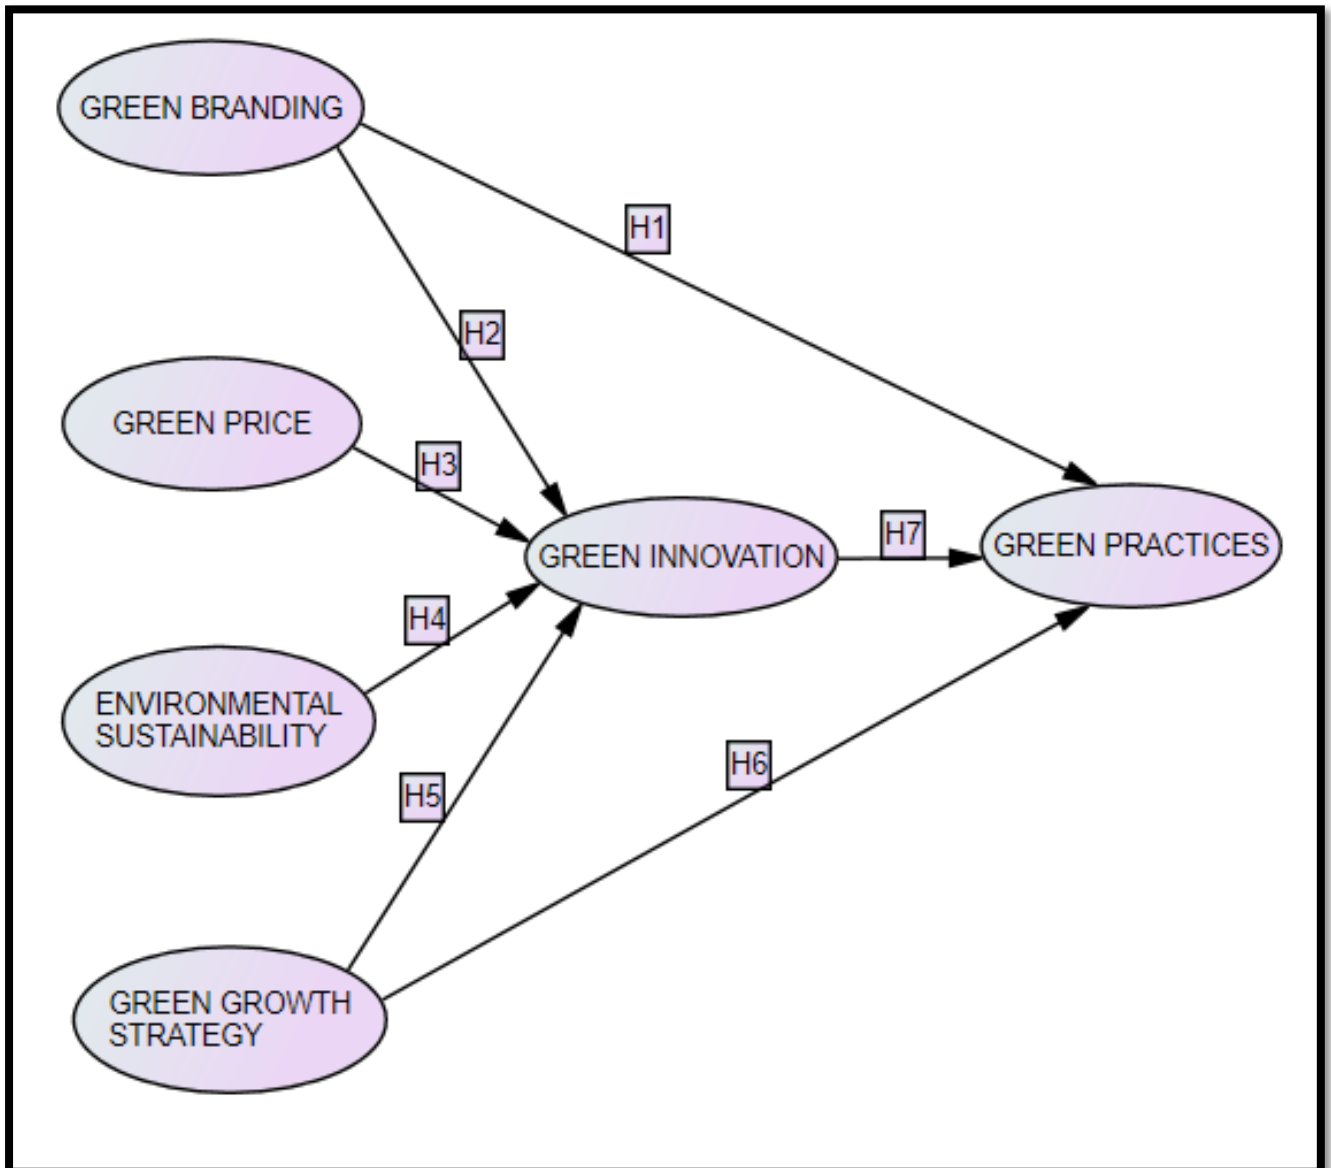 GREEN BRANDING
H1
H2
GREEN PRICE
H3
GREEN INNOVATION
H7
GREEN PRACTICES
H4
ENVIRONMENTAL
SUSTAINABILITY
H5
H6
GREEN GROWTH
STRATEGY